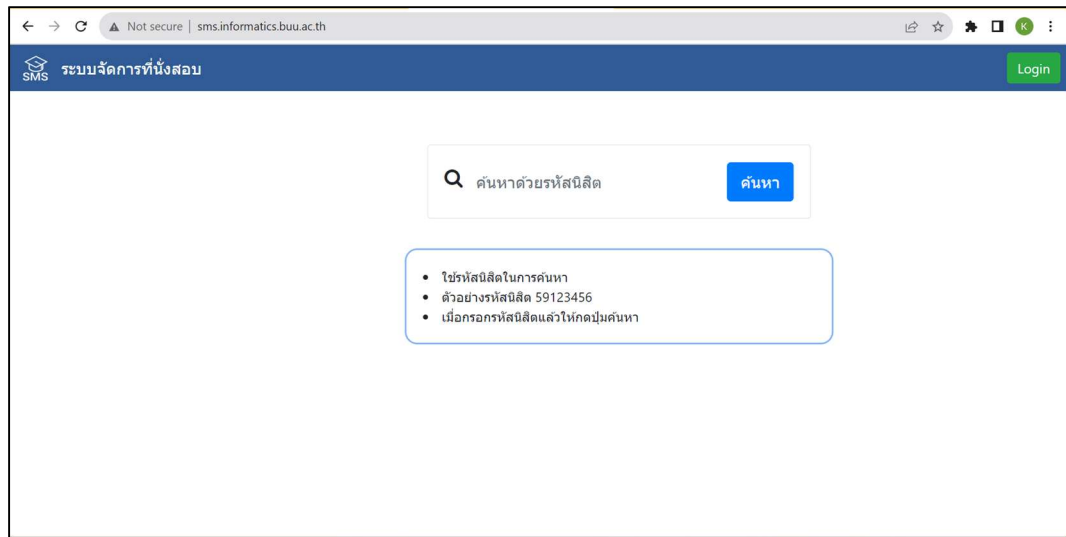 Not secure | sms.informatics.buu.ac.th
K
SMS ระบบจัดการที่นั่งสอบ
Login
ค้นหาด้วยรหัสนิสิต
ค้นหา
• ใช้รหัสนิสิตในการค้นหา
• ตัวอย่างรหัสนิสิต 59123456
• เมื่อกรอกรหัสนิสิตแล้วให้กดปุ่มค้นหา